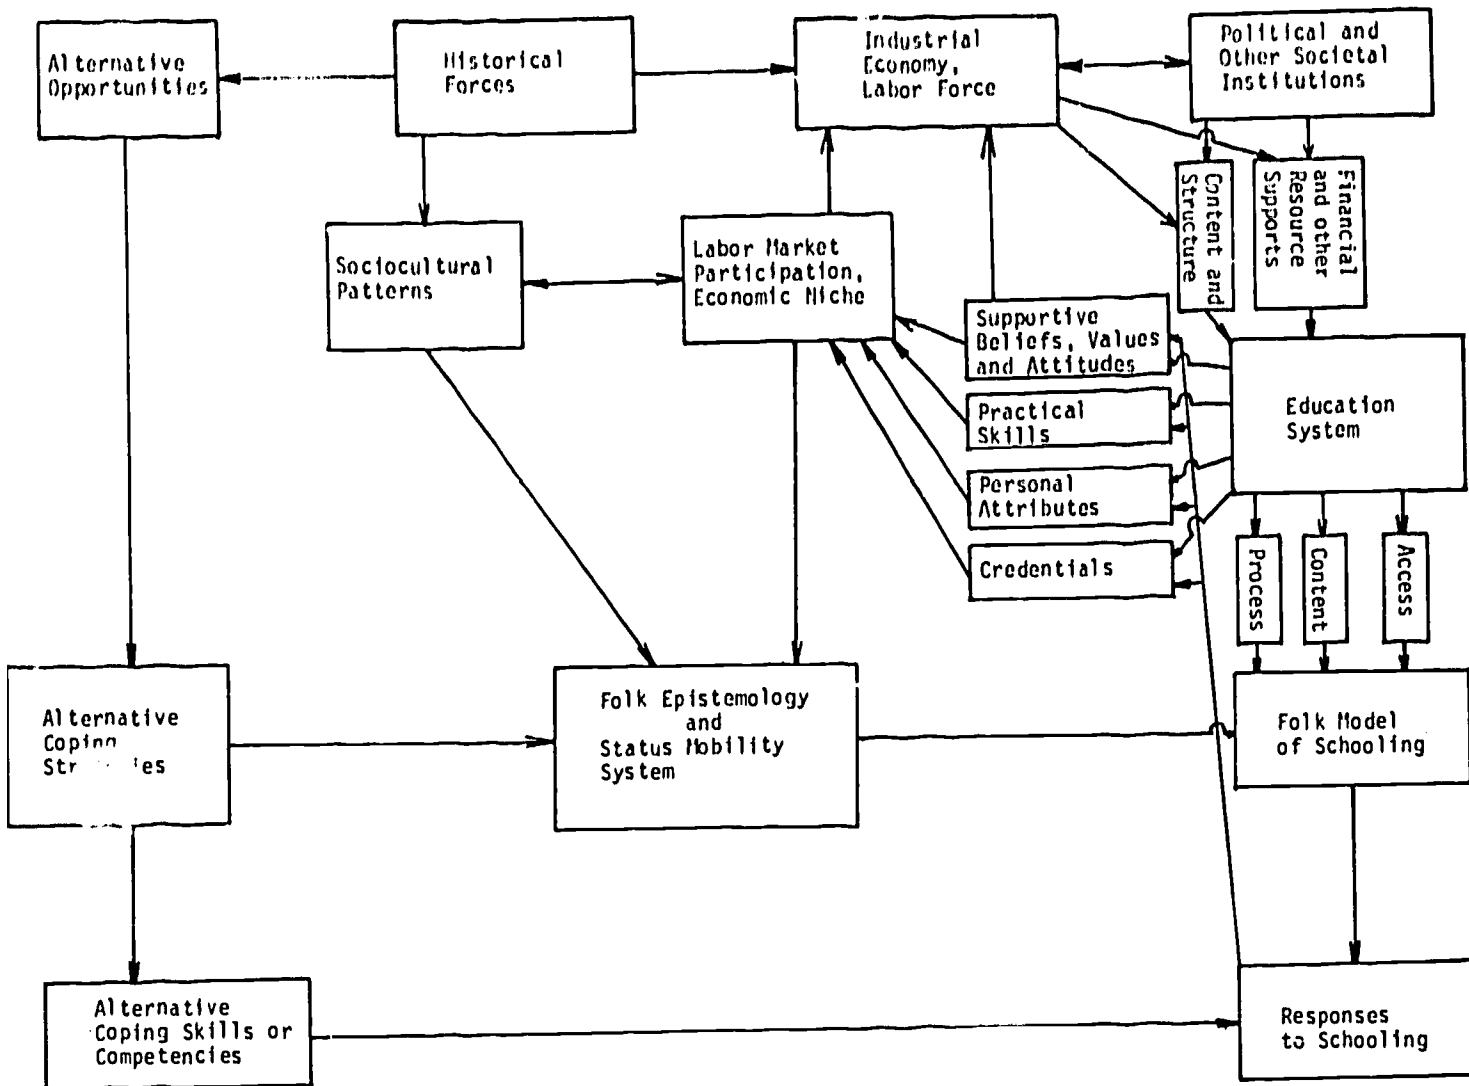 Alternative
Opportunities
Historical
Forces
Industrial
Economy,
Labor Force
Political and
Other Societal
Institutions
Content and
Structure
Financial
and other
Resource
Supports
Sociocultural
Patterns
Labor Market
Participation,
Economic Niche
Supportive
Beliefs, Values
and Attitudes
Practical
Skills
Personal
Attributes
Credentials
Education
System
Process
Content
Access
Alternative
Coping
Folk Epistemology
and
Status Mobility
System
Folk Model
of Schooling
Alternative
Coping Skills or
Competencies
Responses
to Schooling